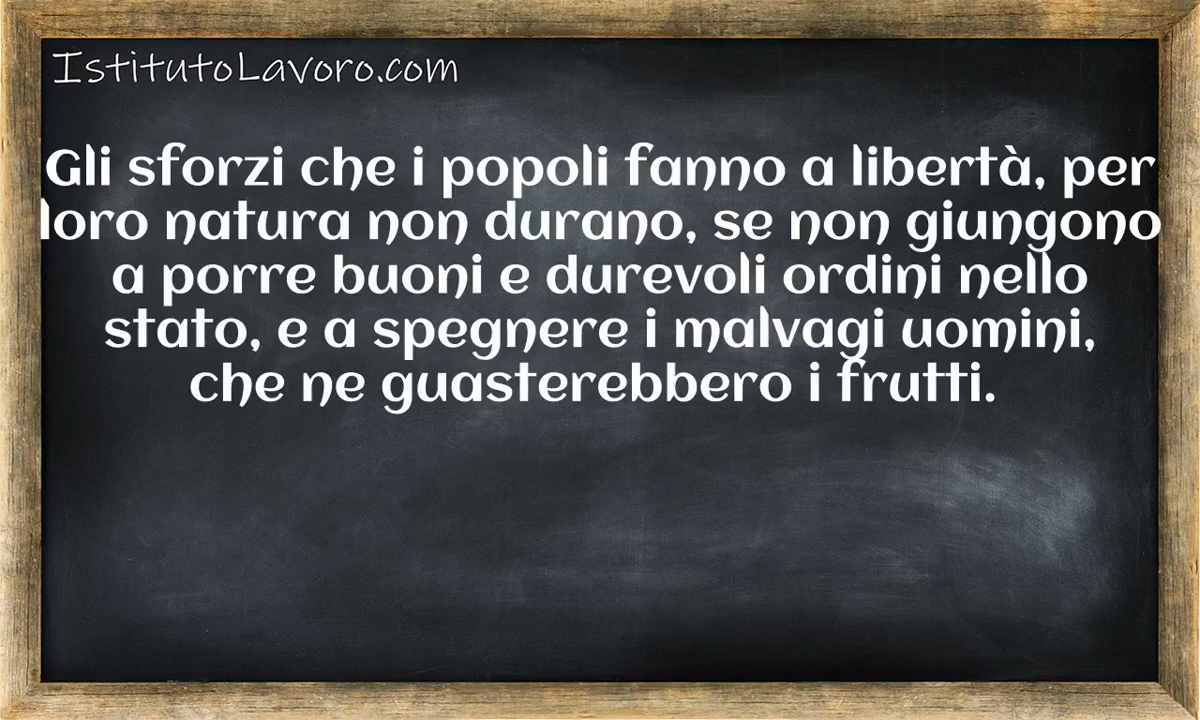 IstitutoLavoro.com
Gli sforzi che i popoli fanno a libertà, per
loro natura non durano, se non giungono
a porre buoni e durevoli ordini nello
stato, e a spegnere i malvagi uomini,
che ne guasterebbero i frutti.